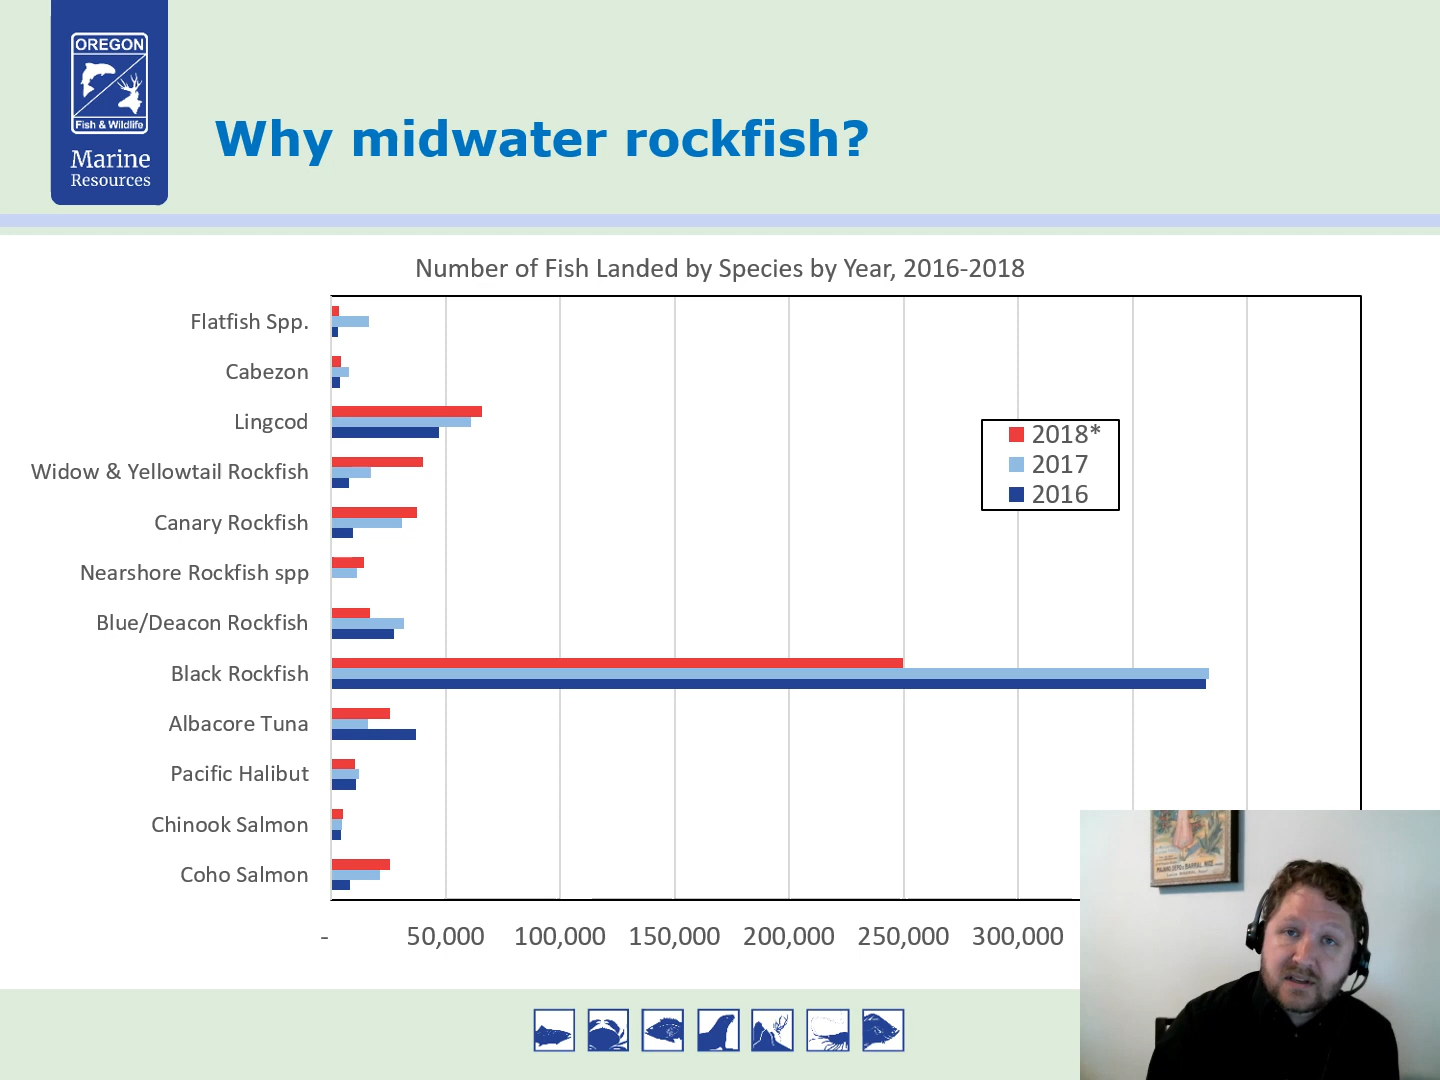 OREGON
Fish & Wildlife
Marine
Resources
Why midwater rockfish?
Number of Fish Landed by Species by Year, 2016-2018
Flatfish Spp.
Cabezon
Lingcod
Widow & Yellowtail Rockfish
Canary Rockfish
Nearshore Rockfish spp
Blue/Deacon Rockfish
Black Rockfish
Albacore Tuna
Pacific Halibut
Chinook Salmon
Coho Salmon
2018*
2017
2016
- 50,000 100,000 150,000 200,000 250,000 300,000